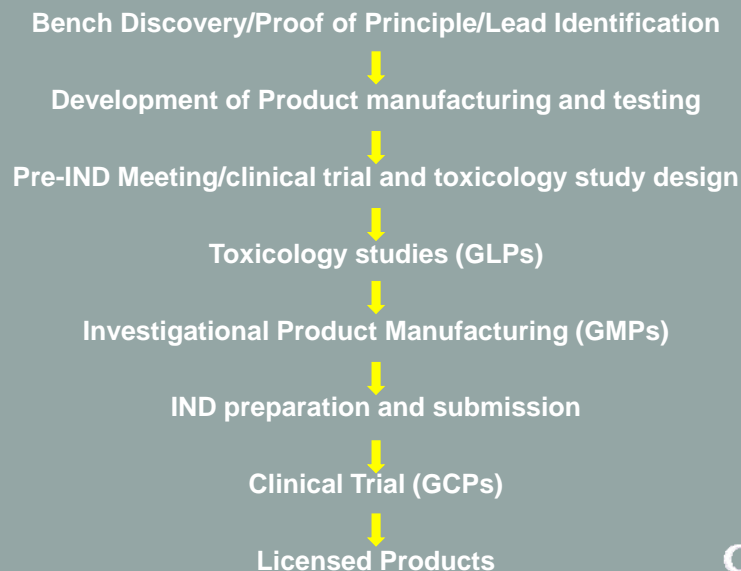 Bench Discovery/Proof of Principle/Lead Identification
Development of Product manufacturing and testing
Pre-IND Meeting/clinical trial and toxicology study design
Toxicology studies (GLPs)
Investigational Product Manufacturing (GMPs)
IND preparation and submission
Clinical Trial (GCPs)
Licensed Products